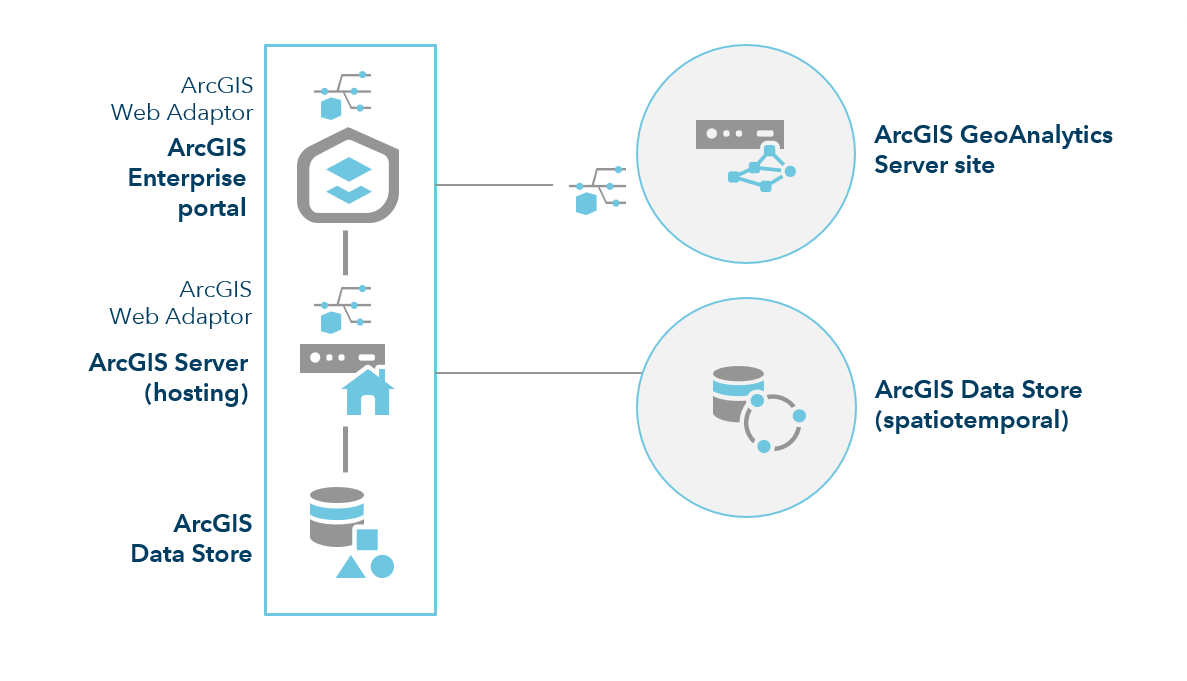 ArcGIS
Web Adaptor
ArcGIS
Enterprise
portal
ArcGIS
Web Adaptor
ArcGIS Server
(hosting)
ArcGIS
Data Store
ArcGIS GeoAnalytics
Server site
ArcGIS Data Store
(spatiotemporal)